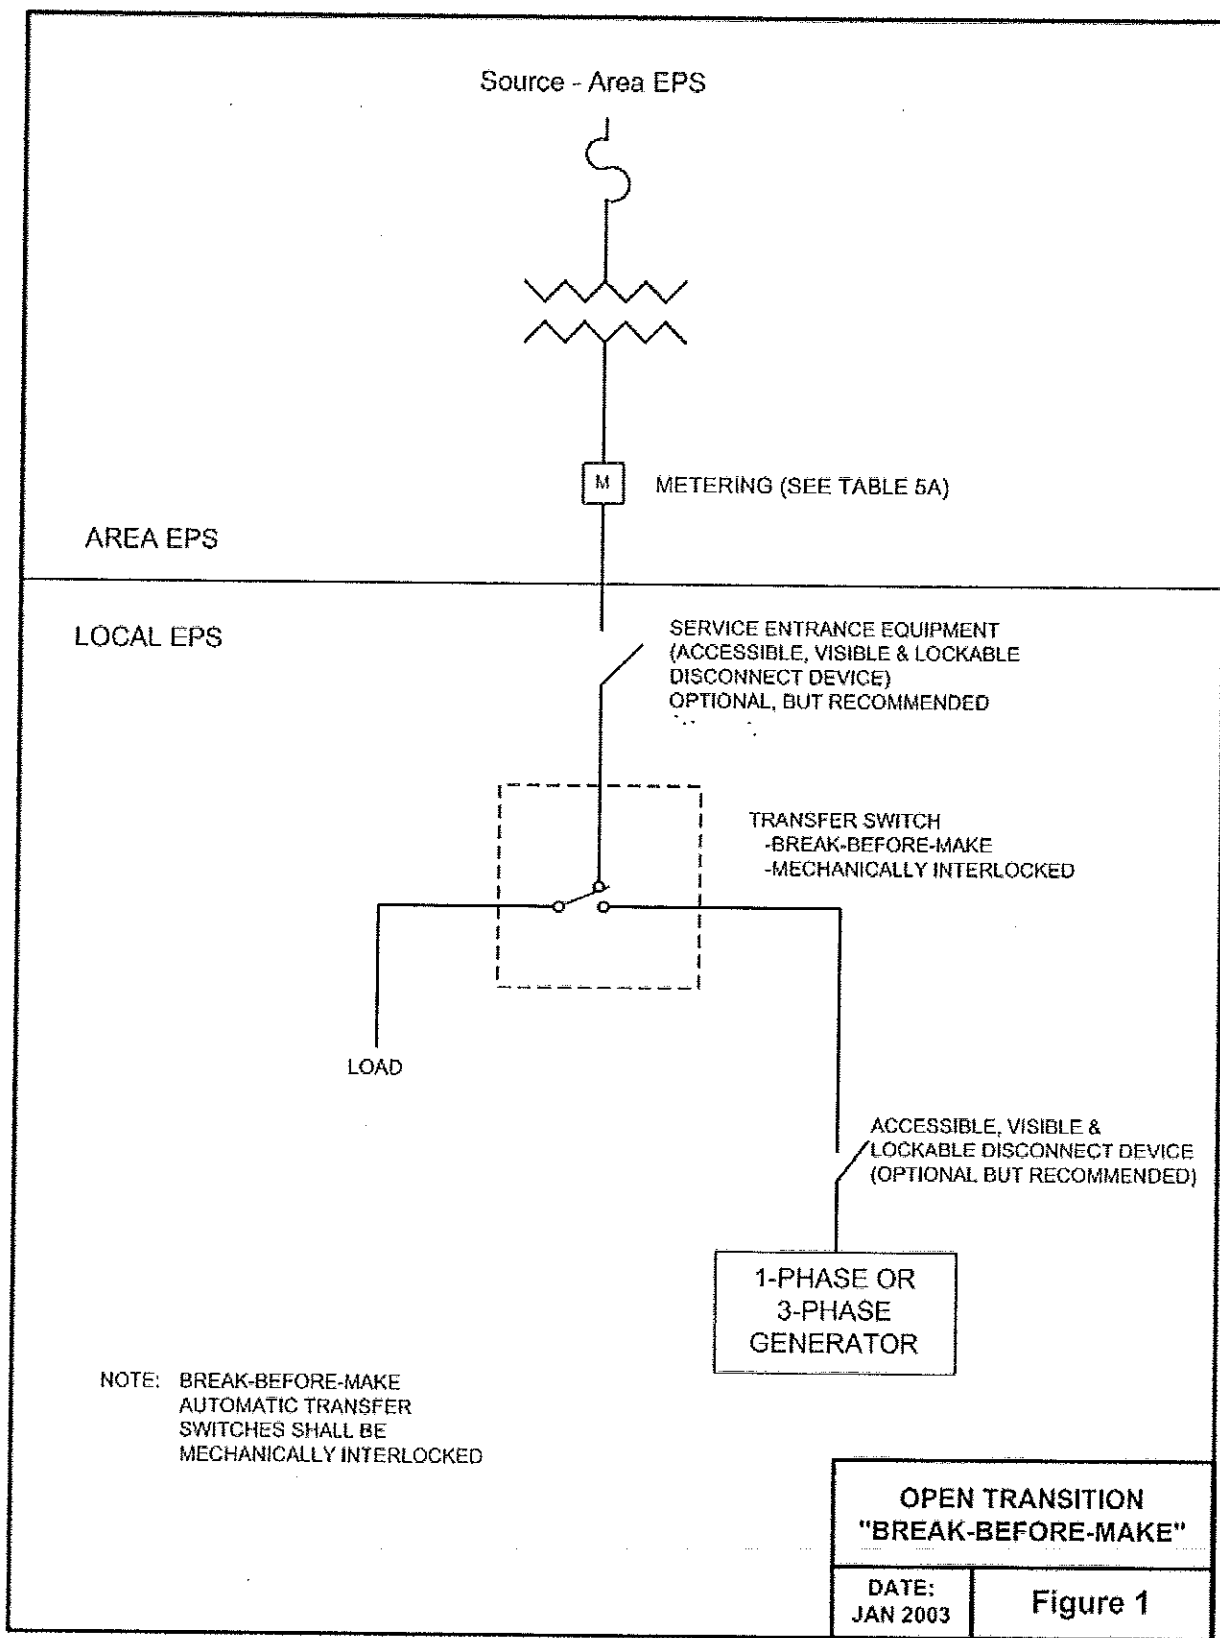 Source - Area EPS
M
METERING (SEE TABLE 5A)
AREA EPS
LOCAL EPS
SERVICE ENTRANCE EQUIPMENT
(ACCESSIBLE, VISIBLE & LOCKABLE
DISCONNECT DEVICE)
OPTIONAL, BUT RECOMMENDED
TRANSFER SWITCH
-BREAK-BEFORE-MAKE
-MECHANICALLY INTERLOCKED
LOAD
ACCESSIBLE, VISIBLE &
LOCKABLE DISCONNECT DEVICE
(OPTIONAL BUT RECOMMENDED)
1-PHASE OR
3-PHASE
GENERATOR
NOTE: BREAK-BEFORE-MAKE
AUTOMATIC TRANSFER
SWITCHES SHALL BE
MECHANICALLY INTERLOCKED
OPEN TRANSITION
"BREAK-BEFORE-MAKE"
DATE:
JAN 2003
Figure 1